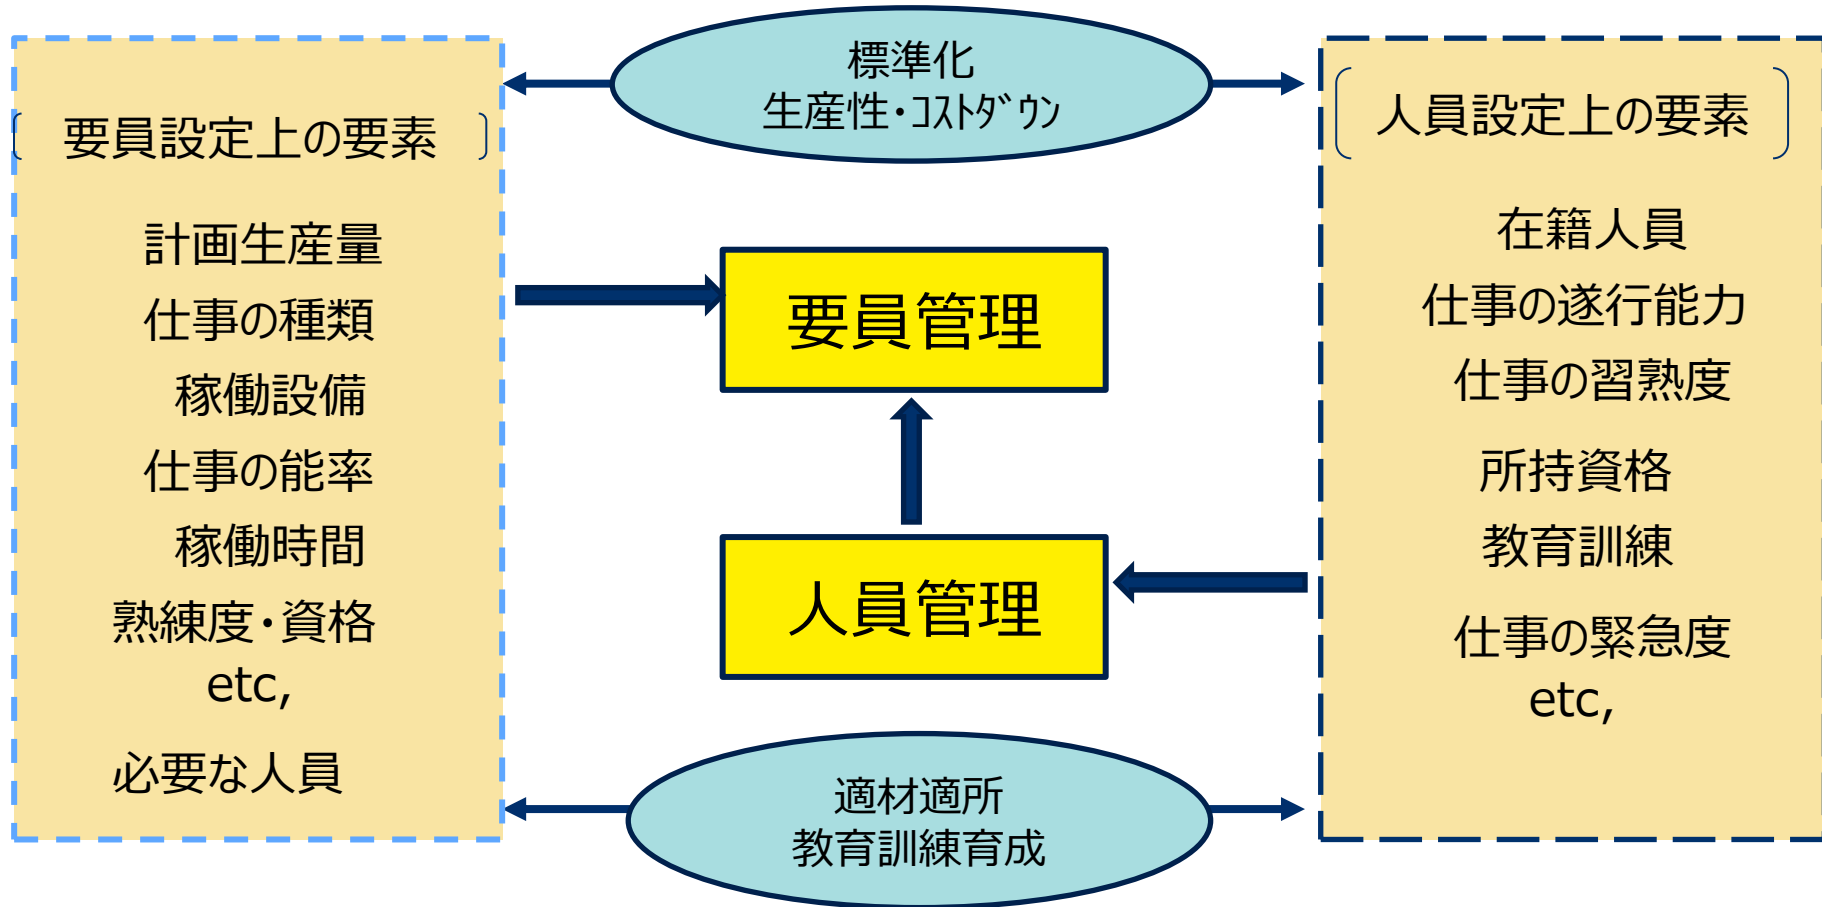 標準化
生産性・ｺｽﾄﾀﾞｳﾝ
要員設定上の要素
計画生産量
仕事の種類
稼働設備
仕事の能率
稼働時間
熟練度・資格
etc,
必要な人員
要員管理
人員管理
人員設定上の要素
在籍人員
仕事の遂行能力
仕事の習熟度
所持資格
教育訓練
仕事の緊急度
etc,
適材適所
教育訓練育成